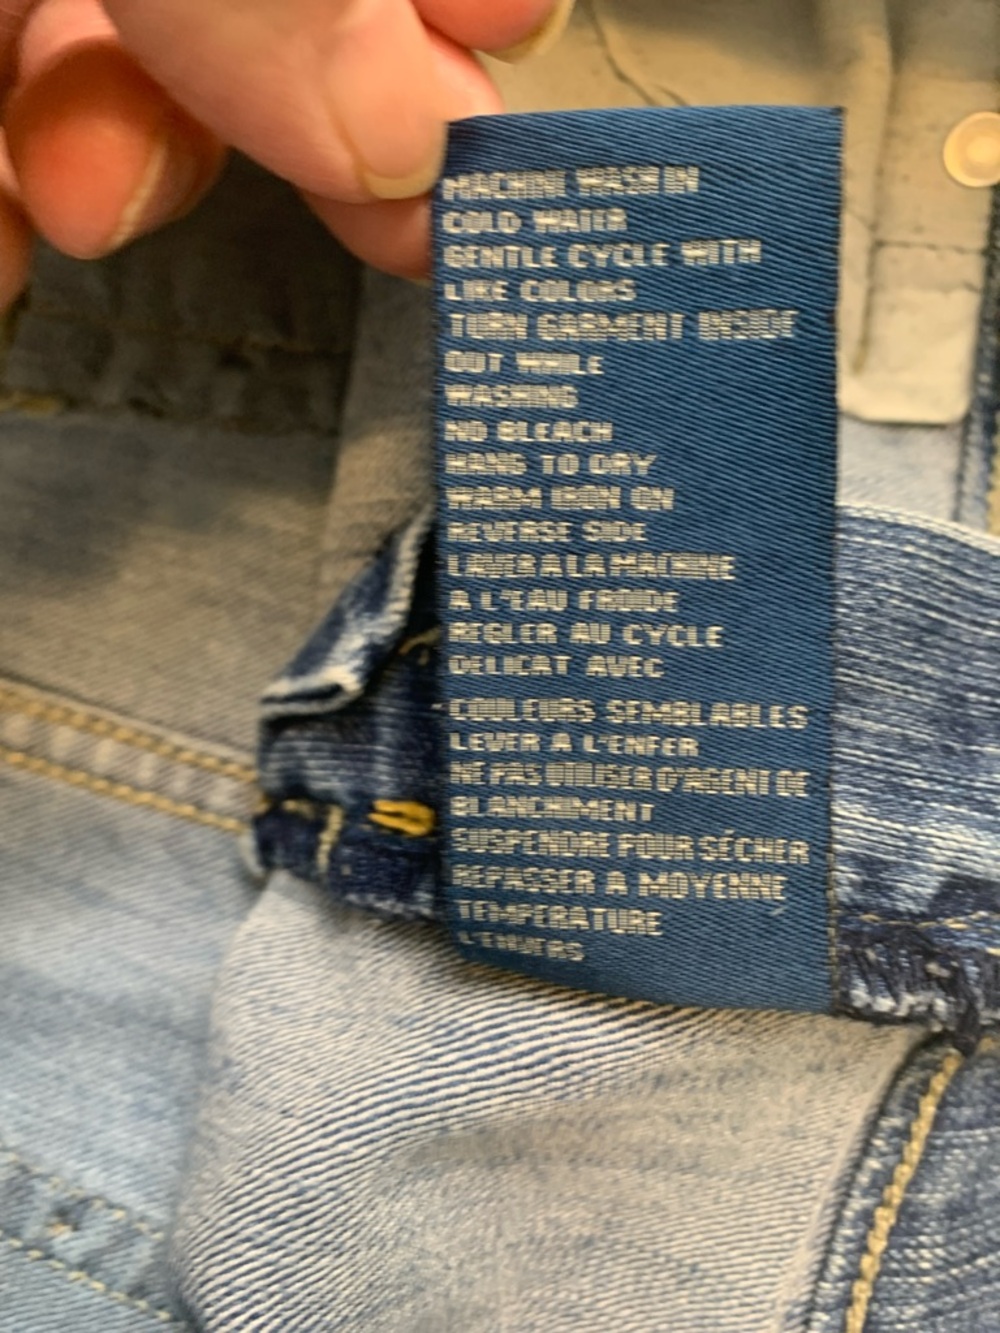 MACHINE WASH IN
COLD WATER
GENTLE CYCLE WITH
LIKE COLORS
TURN GARMENT INSIDE
OUT WHILE
WASHING
NO BLEACH
HANG TO DRY
WARM IRON ON
REVERSE SIDE
LAVER A LA MACHINE
A L'EAU FROIDE
REGLER AU CYCLE
DELICAT AVEC
COULEURS SEMBLABLES
LEVER A L'ENFER
NE PAS UTILISER D'AGENT DE
BLANCHIMENT
SUSPENDRE POUR SÉCHER
REPASSER A MOYENNE
TEMPERATURE
L'ENVERS